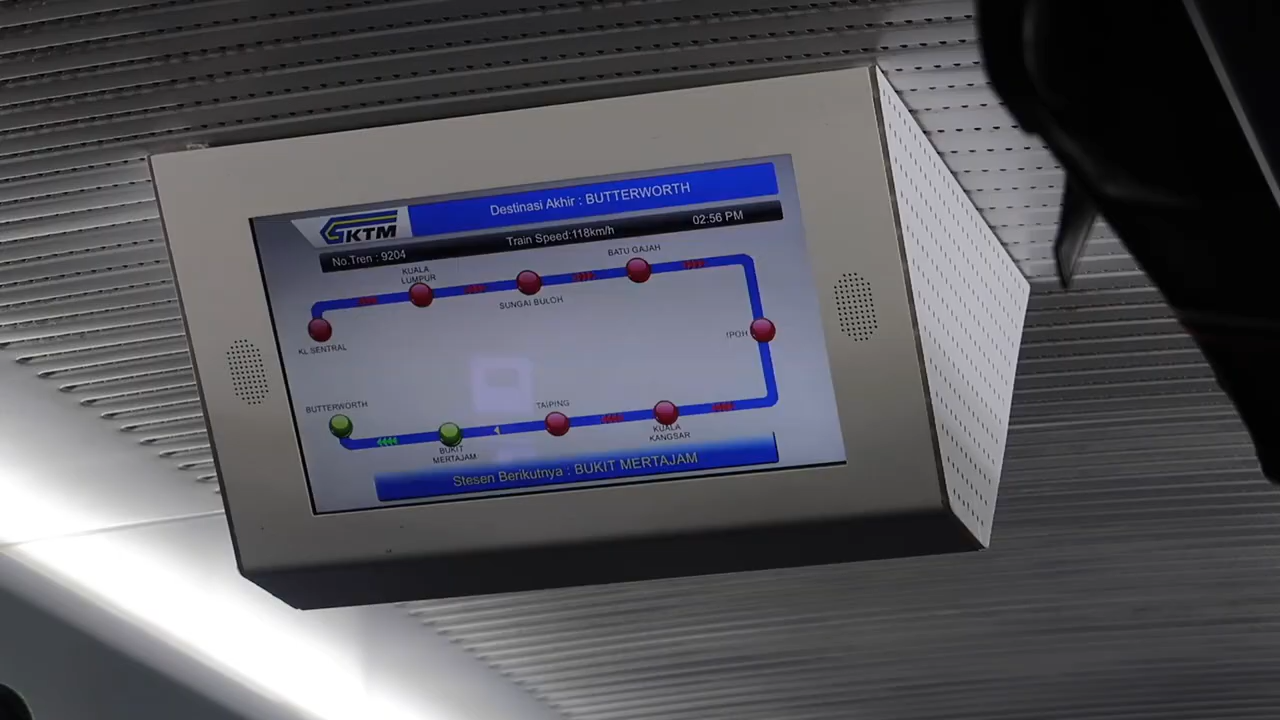 KTM
Destinasi Akhir : BUTTERWORTH
No.Tren : 9204
Train Speed:118km/h
02:56 PM
KUALA
LUMPUR
BATU GAJAH
SUNGAI BULOH
KL SENTRAL
IPOH
BUTTERWORTH
TAIPING
BUKIT
MERTAJAM
KUALA
KANGSAR
Stesen Berikutnya : BUKIT MERTAJAM